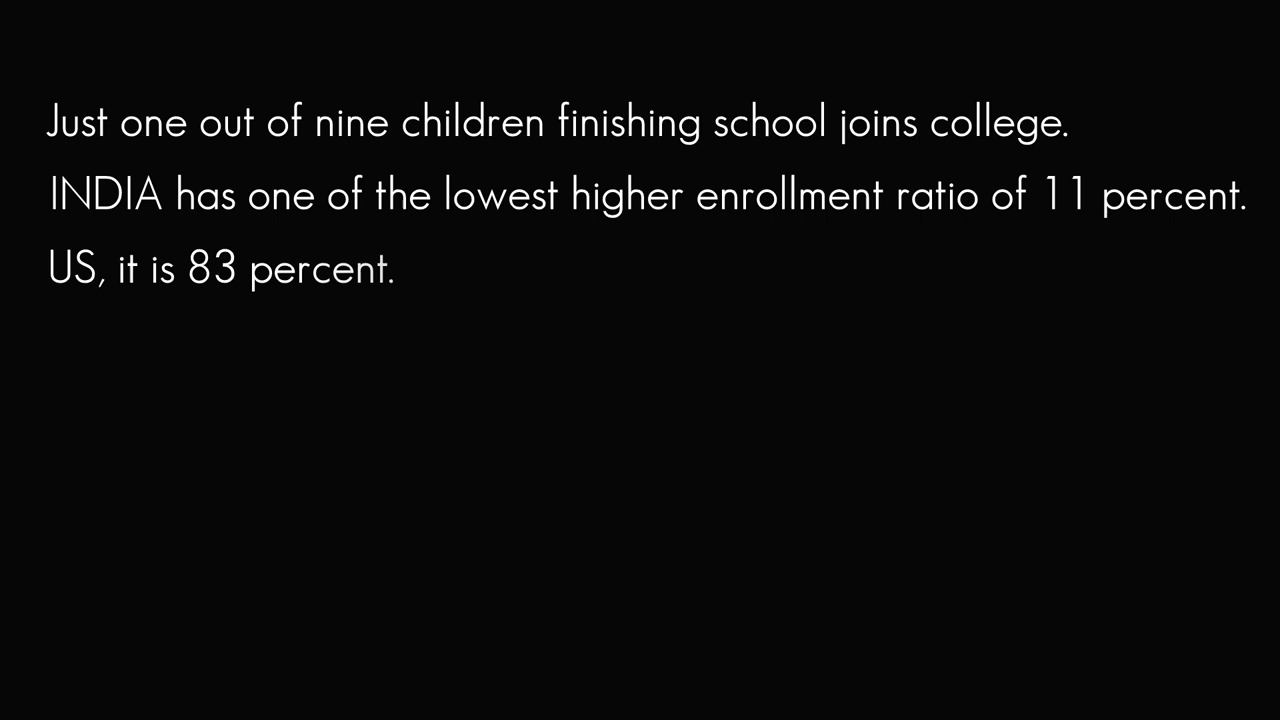 Just one out of nine children finishing school joins college.
INDIA has one of the lowest higher enrollment ratio of 11 percent.
US, it is 83 percent.